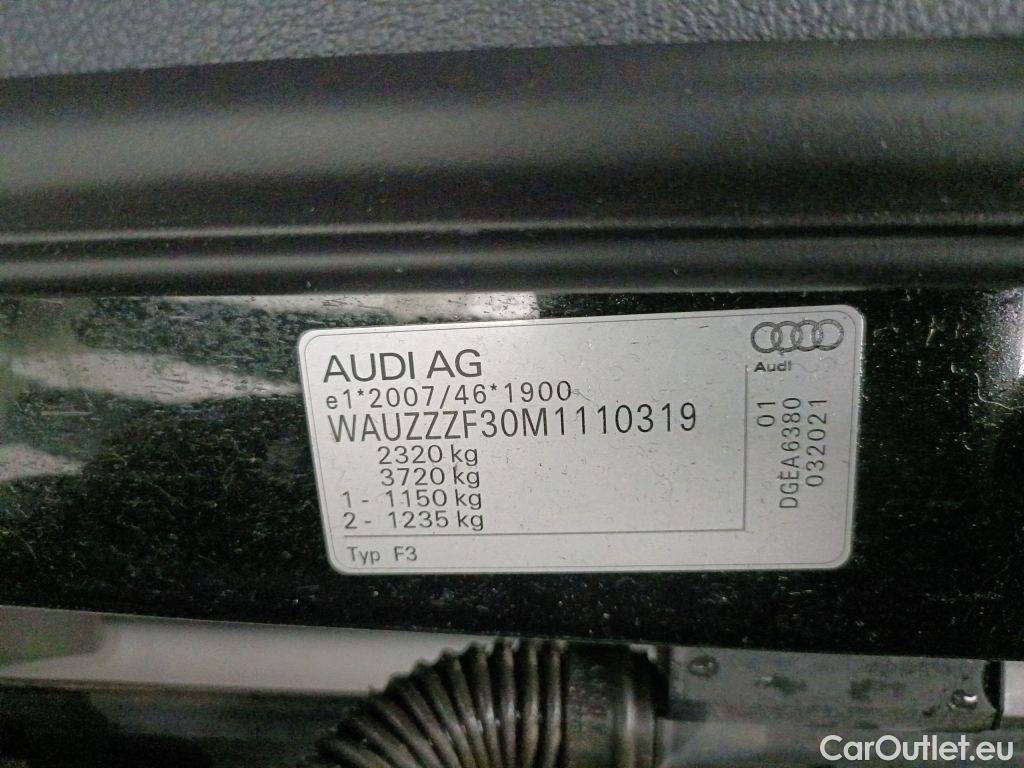 AUDI AG
e1*2007/46*1900
WAUZZZF30M1110319
2320 kg
3720 kg
1 - 1150 kg
2 - 1235 kg
Typ F3
Audi
01
DGEA6380
032021
CarOutlet.eu